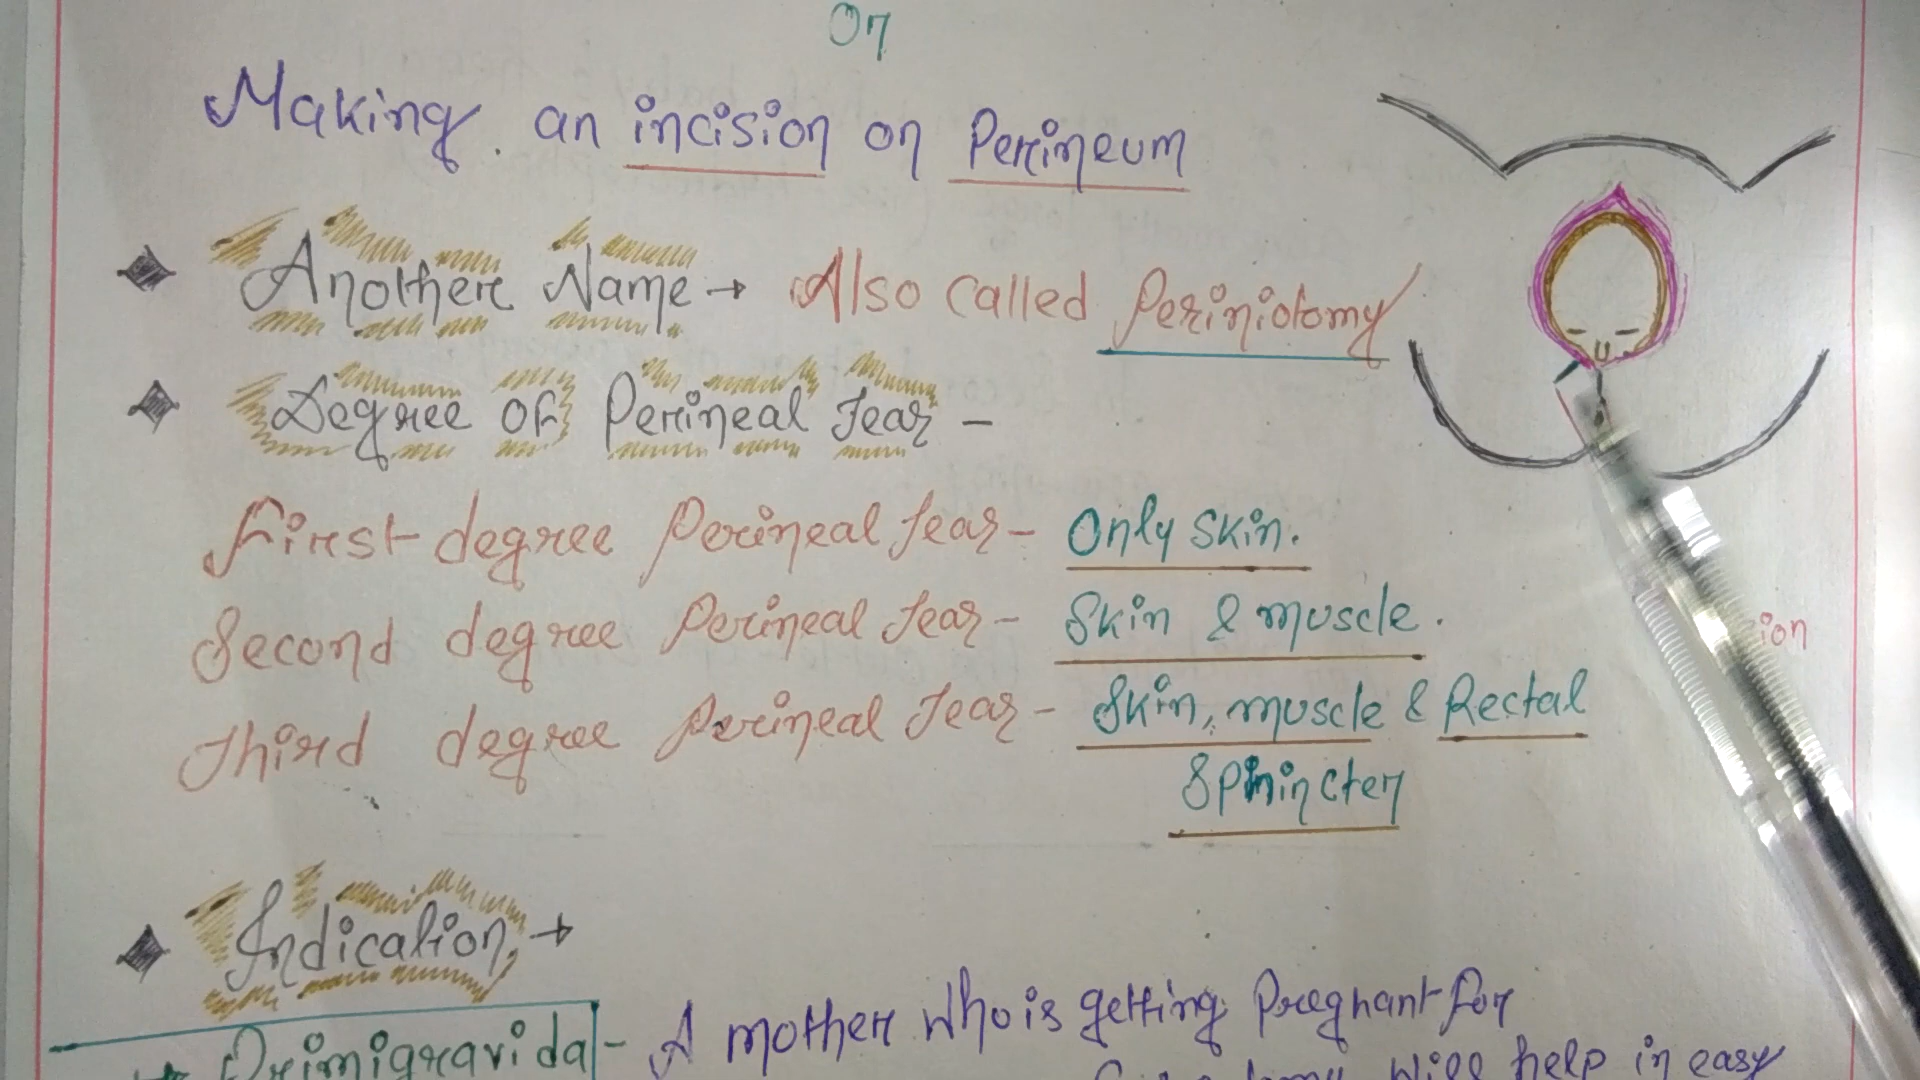 Or
Making an incision on Perineum
Another Name → Also called Periniotomy
Degree of Perineal Tear -
First degree Perineal Tear - Only Skin.
Second degree Perineal Tear - Skin & muscle.
Third degree Perineal Tear - Skin, muscle & Rectal
Sphincter
Indication →
Primigravida - A mother who is getting Pregnant for
will help in easy